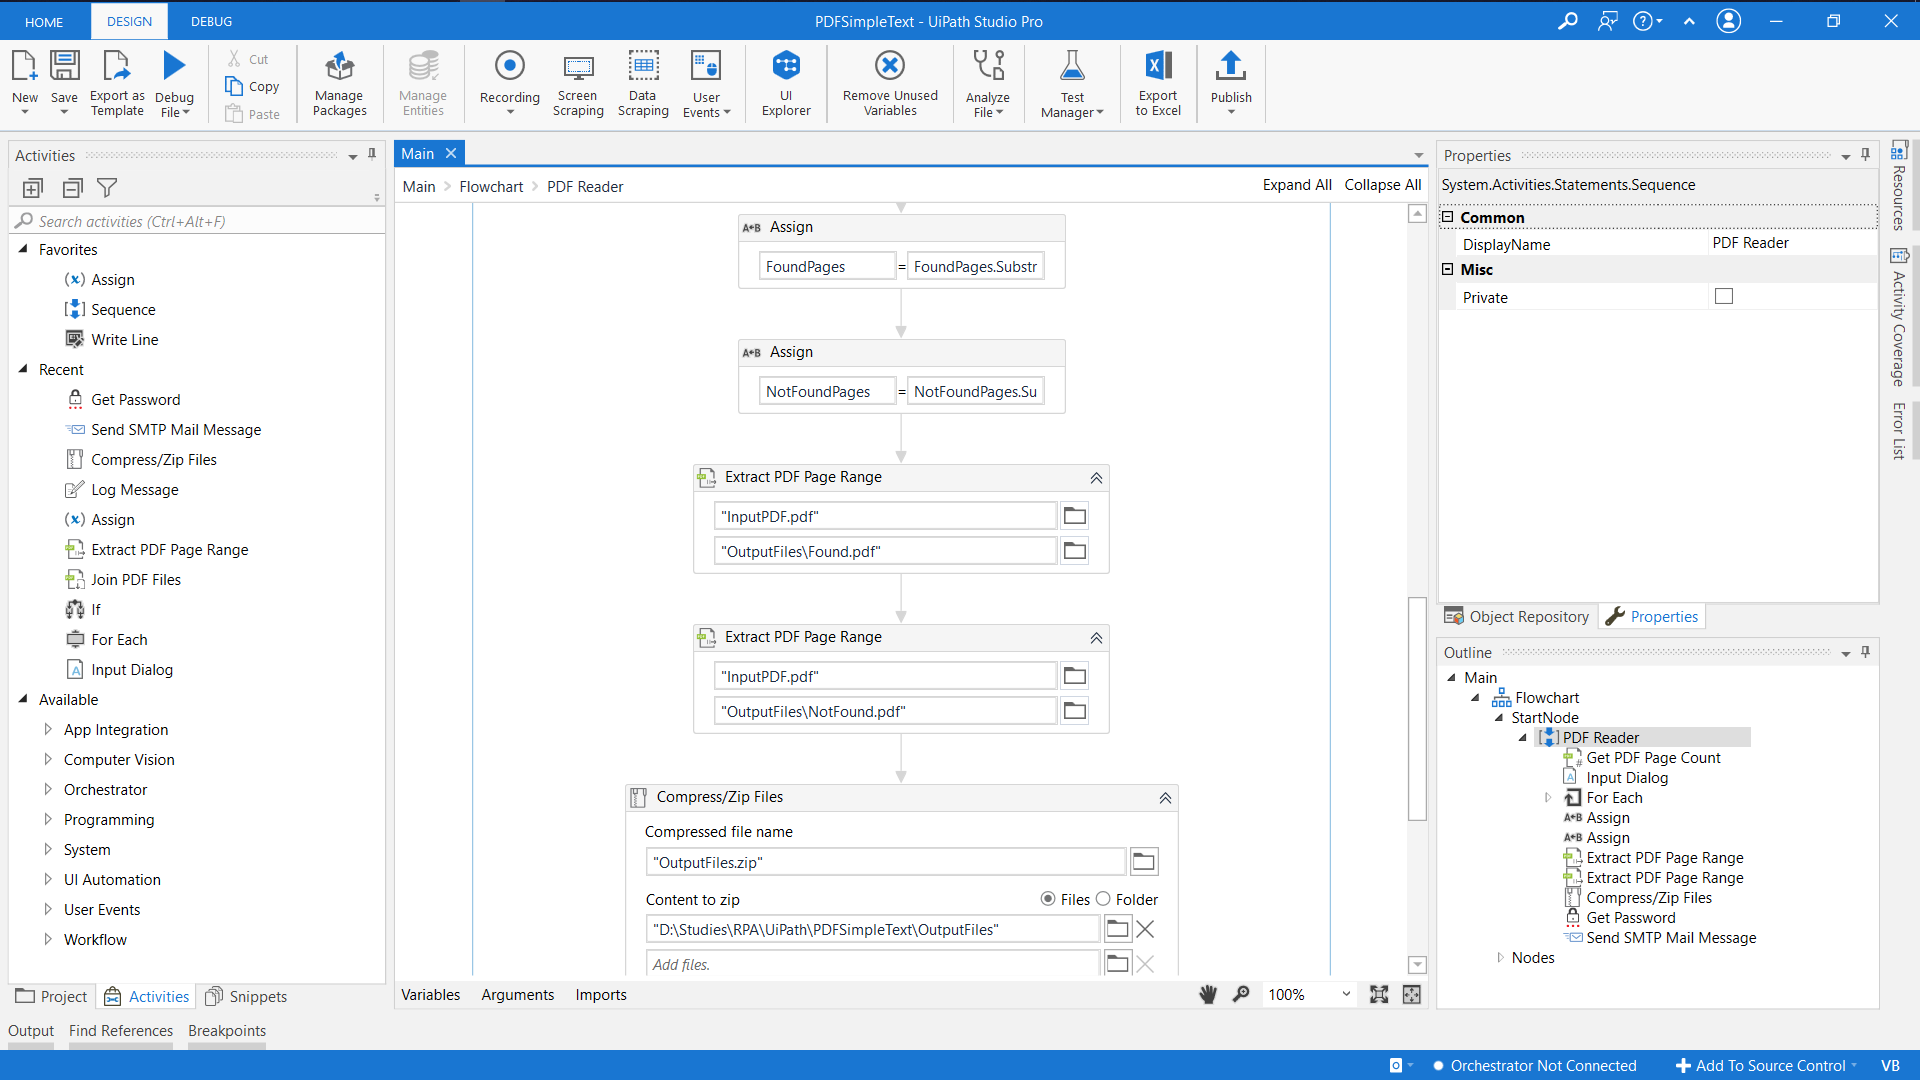 HOME
DESIGN
DEBUG
PDFSimpleText - UiPath Studio Pro
New
Save
Export as
Template
Debug
File
Cut
Copy
Paste
Manage
Packages
Manage
Entities
Recording
Screen
Scraping
Data
Scraping
User
Events
UI
Explorer
Remove Unused
Variables
Analyze
File
Test
Manager
Export
to Excel
Publish
Activities
Search activities (Ctrl+Alt+F)
Favorites
Assign
Sequence
Write Line
Recent
Get Password
Send SMTP Mail Message
Compress/Zip Files
Log Message
Assign
Extract PDF Page Range
Join PDF Files
If
For Each
Input Dialog
Available
App Integration
Computer Vision
Orchestrator
Programming
System
UI Automation
User Events
Workflow
Project
Activities
Snippets
Main
Main > Flowchart > PDF Reader
Expand All
Collapse All
A+B Assign
FoundPages = FoundPages.Substr
A+B Assign
NotFoundPages = NotFoundPages.Su
Extract PDF Page Range
"InputPDF.pdf"
"OutputFiles\Found.pdf"
Extract PDF Page Range
"InputPDF.pdf"
"OutputFiles\NotFound.pdf"
Compress/Zip Files
Compressed file name
"OutputFiles.zip"
Content to zip
Files
Folder
"D:\Studies\RPA\UiPath\PDFSimpleText\OutputFiles"
Add files.
Variables
Arguments
Imports
100%
Properties
System.Activities.Statements.Sequence
Common
DisplayName
PDF Reader
Misc
Private
Object Repository
Properties
Outline
Main
Flowchart
StartNode
PDF Reader
Get PDF Page Count
Input Dialog
For Each
A+B Assign
A+B Assign
Extract PDF Page Range
Extract PDF Page Range
Compress/Zip Files
Get Password
Send SMTP Mail Message
Nodes
Resources
Activity Coverage
Error List
Output
Find References
Breakpoints
Orchestrator Not Connected
Add To Source Control
VB